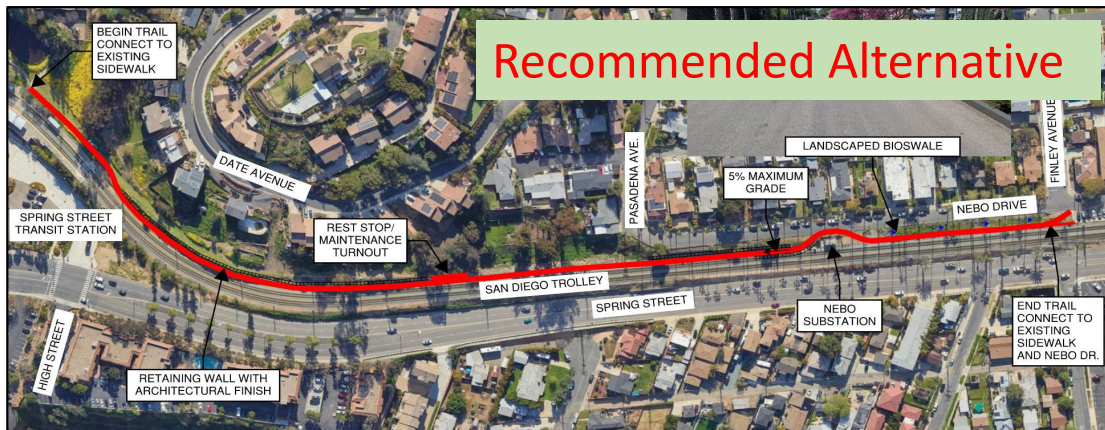 Recommended Alternative
BEGIN TRAIL
CONNECT TO
EXISTING
SIDEWALK
DATE AVENUE
PASADENA AVE.
LANDSCAPED BIOSWALE
FINLEY AVENUE
5% MAXIMUM
GRADE
NEBO DRIVE
SPRING STREET
TRANSIT STATION
REST STOP/
MAINTENANCE
TURNOUT
SAN DIEGO TROLLEY
SPRING STREET
NEBO
SUBSTATION
END TRAIL
CONNECT TO
EXISTING
SIDEWALK
AND NEBO DR.
HIGH STREET
RETAINING WALL WITH
ARCHITECTURAL FINISH